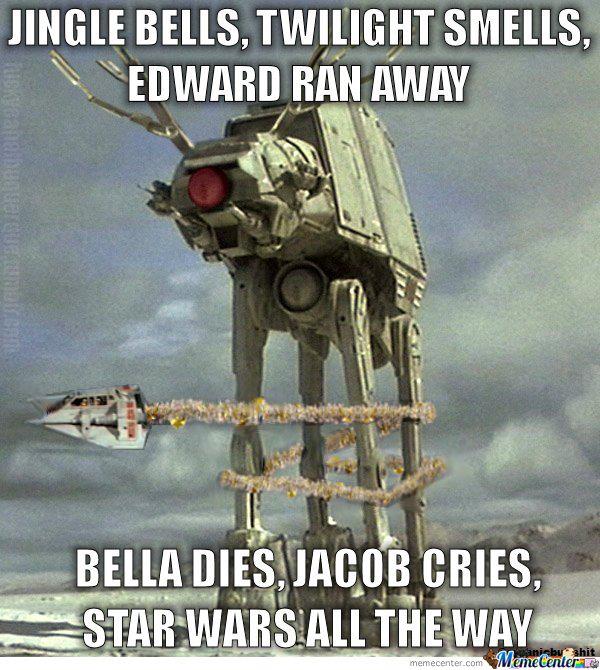 JINGLE BELLS, TWILIGHT SMELLS,
EDWARD RAN AWAY
BELLA DIES, JACOB CRIES,
STAR WARS ALL THE WAY
memecenter.com
MemeCenter